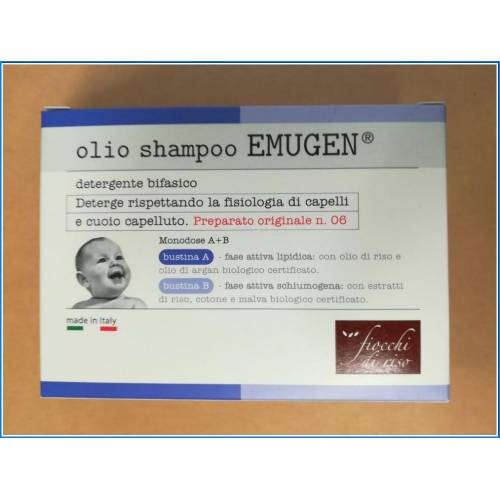 olio shampoo EMUGEN®
detergente bifasico
Deterge rispettando la fisiologia di capelli
e cuoio capelluto. Preparato originale n. 06
Monodose A+B
bustina A - fase attiva lipidica: con olio di riso e
olio di argan biologico certificato.
bustina B - fase attiva schiumogena: con estratti
di riso, cotone e malva biologico certificato.
made in Italy
fiocchi
di riso